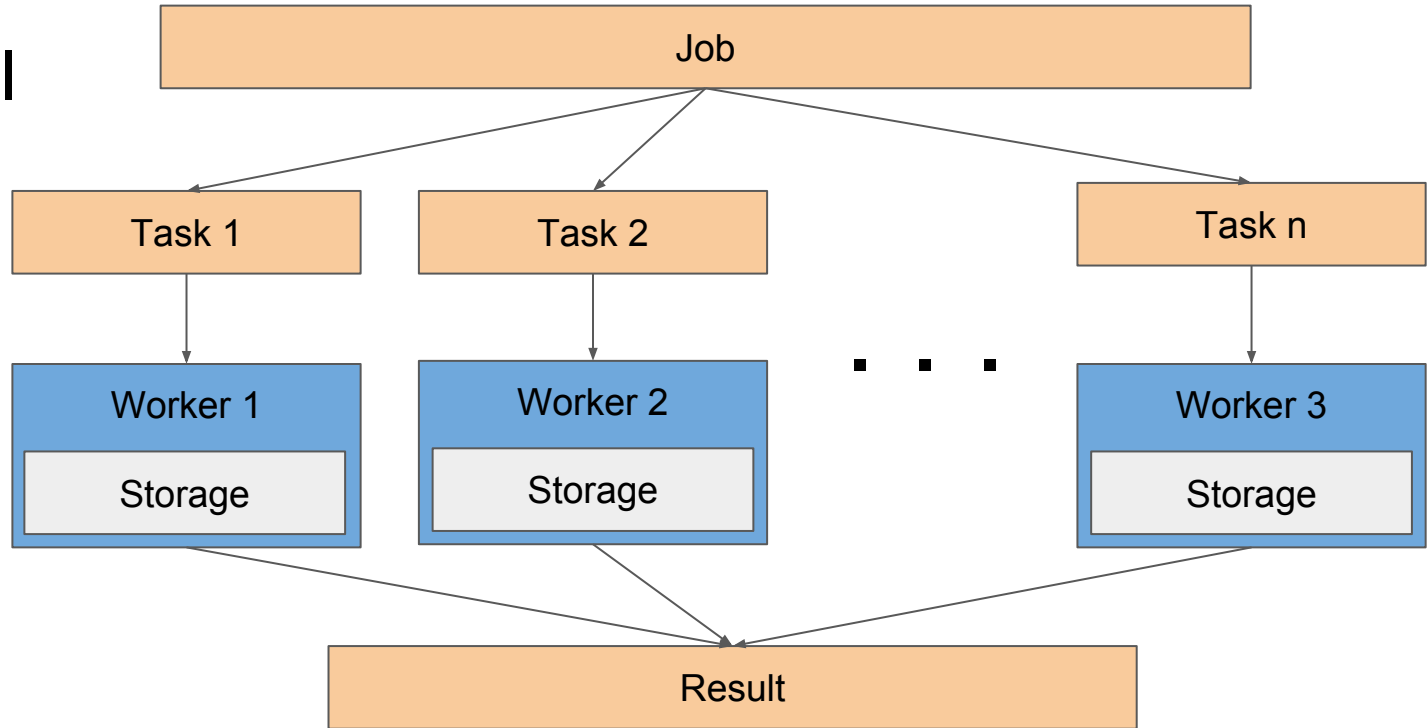 Job
Task 1
Task 2
Task n
Worker 1
Worker 2
. . .
Worker 3
Storage
Storage
Storage
Result